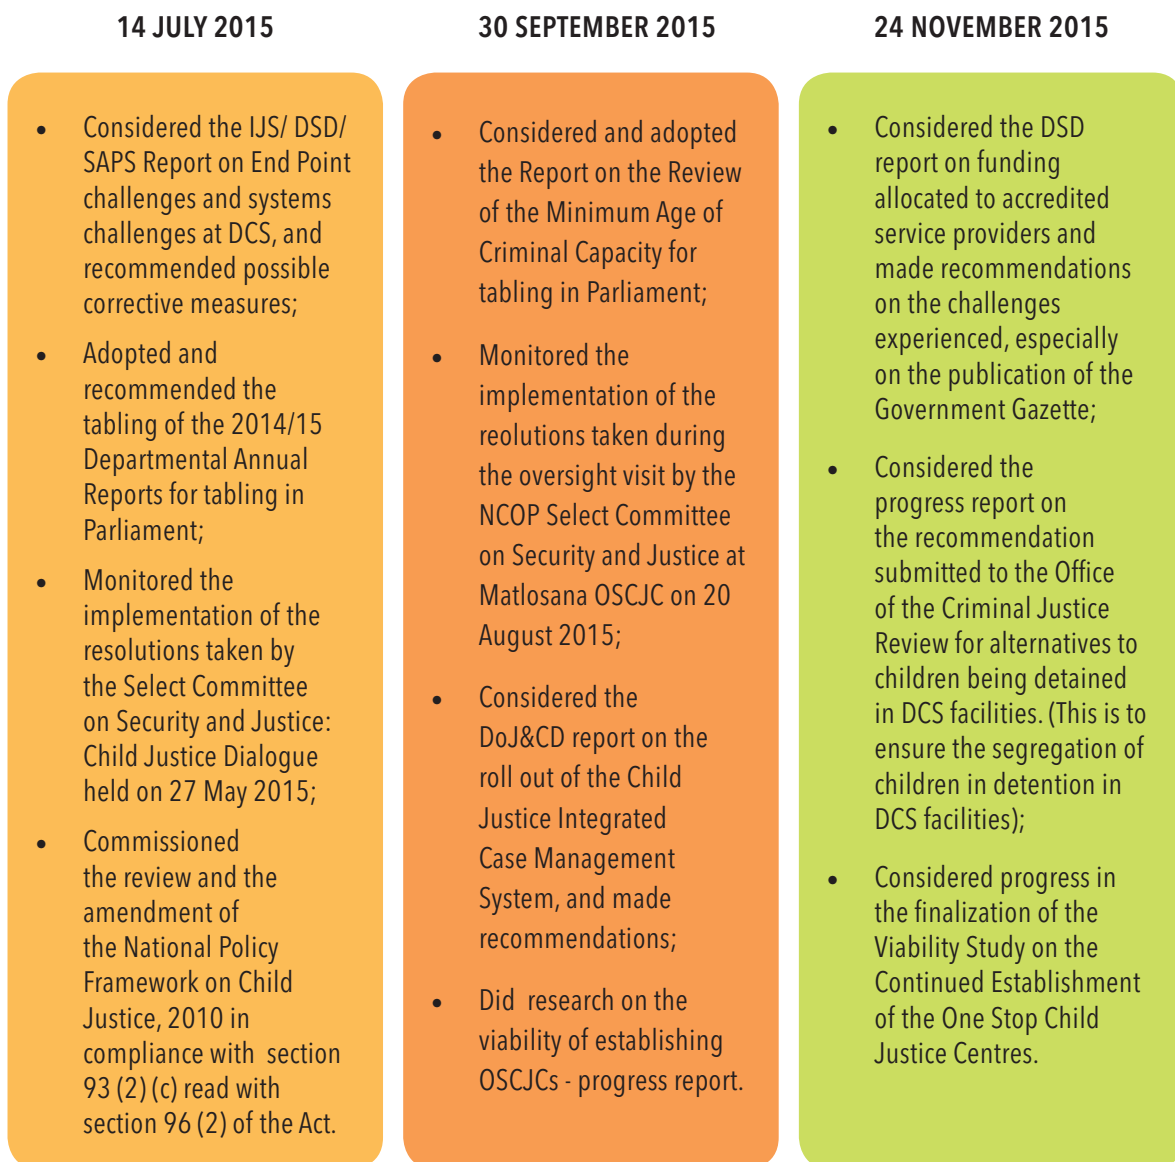 14 JULY 2015
• Considered the IJS/ DSD/
SAPS Report on End Point
challenges and systems
challenges at DCS, and
recommended possible
corrective measures;
• Adopted and
recommended the
tabling of the 2014/15
Departmental Annual
Reports for tabling in
Parliament;
• Monitored the
implementation of the
resolutions taken by
the Select Committee
on Security and Justice:
Child Justice Dialogue
held on 27 May 2015;
• Commissioned
the review and the
amendment of
the National Policy
Framework on Child
Justice, 2010 in
compliance with section
93 (2) (c) read with
section 96 (2) of the Act.
30 SEPTEMBER 2015
• Considered and adopted
the Report on the Review
of the Minimum Age of
Criminal Capacity for
tabling in Parliament;
• Monitored the
implementation of the
reolutions taken during
the oversight visit by the
NCOP Select Committee
on Security and Justice at
Matlosana OSCJC on 20
August 2015;
• Considered the
DoJ&CD report on the
roll out of the Child
Justice Integrated
Case Management
System, and made
recommendations;
• Did research on the
viability of establishing
OSCJCs - progress report.
24 NOVEMBER 2015
• Considered the DSD
report on funding
allocated to accredited
service providers and
made recommendations
on the challenges
experienced, especially
on the publication of the
Government Gazette;
• Considered the
progress report on
the recommendation
submitted to the Office
of the Criminal Justice
Review for alternatives to
children being detained
in DCS facilities. (This is to
ensure the segregation of
children in detention in
DCS facilities);
• Considered progress in
the finalization of the
Viability Study on the
Continued Establishment
of the One Stop Child
Justice Centres.